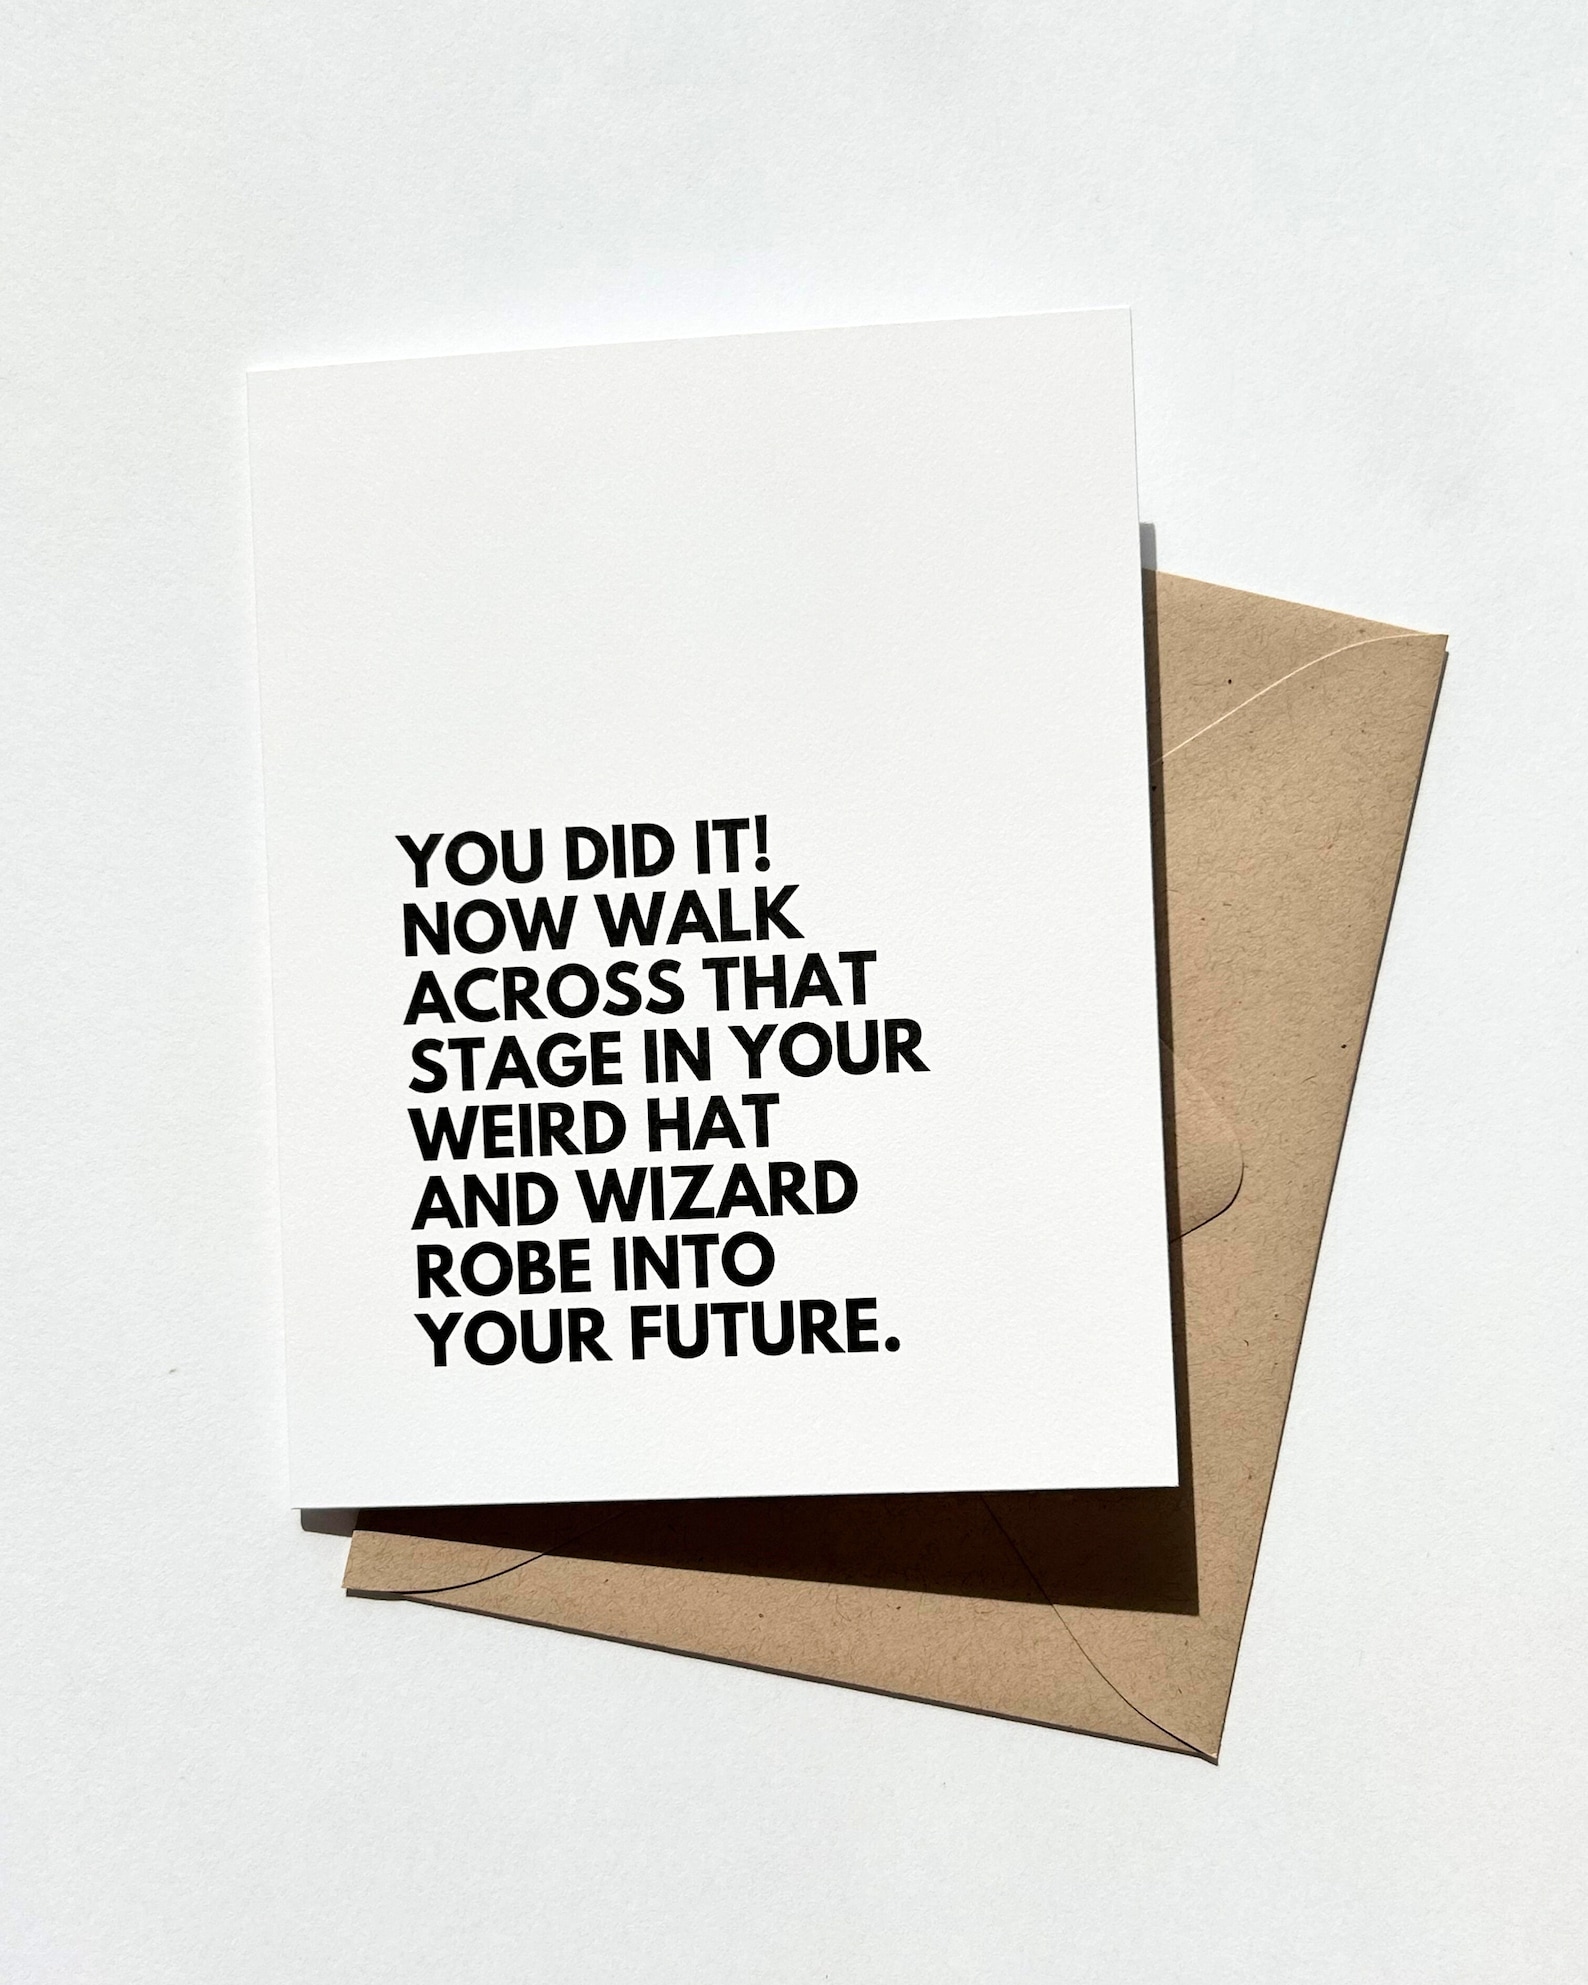 YOU DID IT!
NOW WALK
ACROSS THAT
STAGE IN YOUR
WEIRD HAT
AND WIZARD
ROBE INTO
YOUR FUTURE.